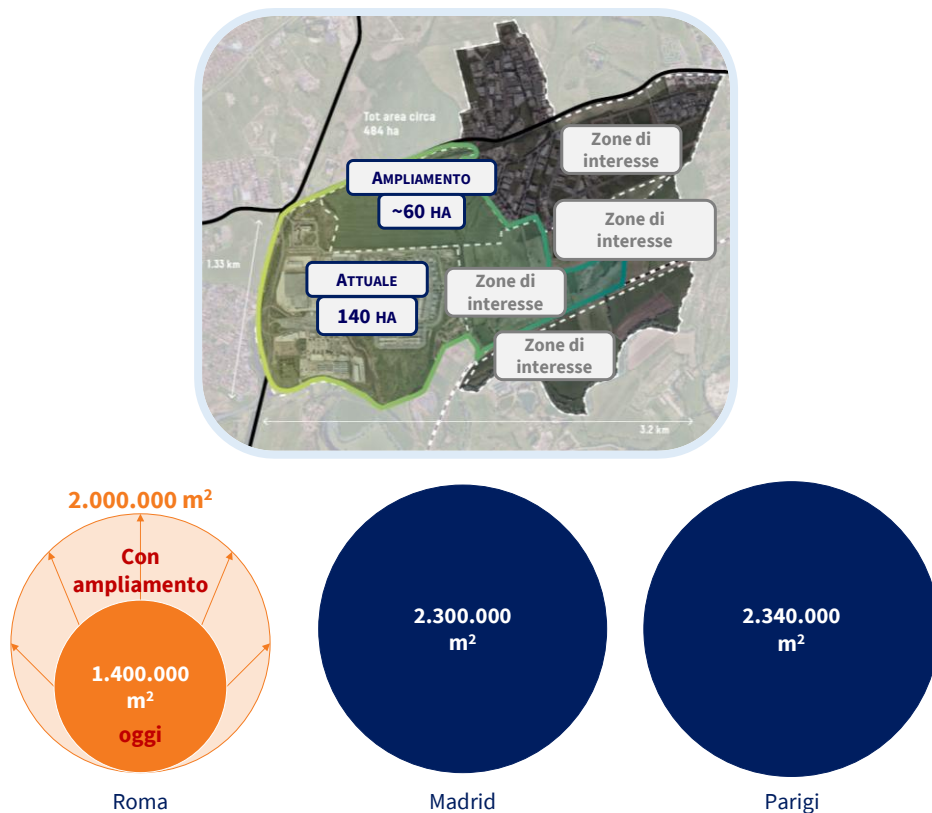 Tot area circa
484 ha
Zone di
interesse
AMPLIAMENTO
~60 HA
Zone di
interesse
1.33 km
ATTUALE
140 HA
Zone di
interesse
Zone di
interesse
3.2 km
2.000.000 m²
Con
ampliamento
1.400.000
m²
oggi
Roma
2.300.000
m²
Madrid
2.340.000
m²
Parigi